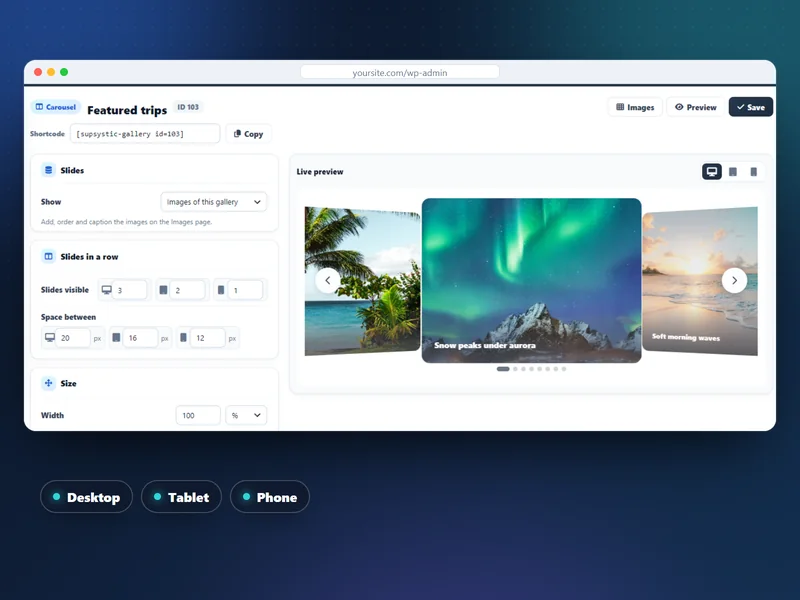 yoursite.com/wp-admin
Carousel
Featured trips
ID 103
Images
Preview
Save
Shortcode
[supsystic-gallery id=103]
Copy
Slides
Show
Images of this gallery
Add, order and caption the images on the Images page.
Slides in a row
Slides visible
3
2
1
Space between
20 px
16 px
12 px
Size
Width
100
%
Live preview
Snow peaks under aurora
Soft morning waves
Desktop
Tablet
Phone